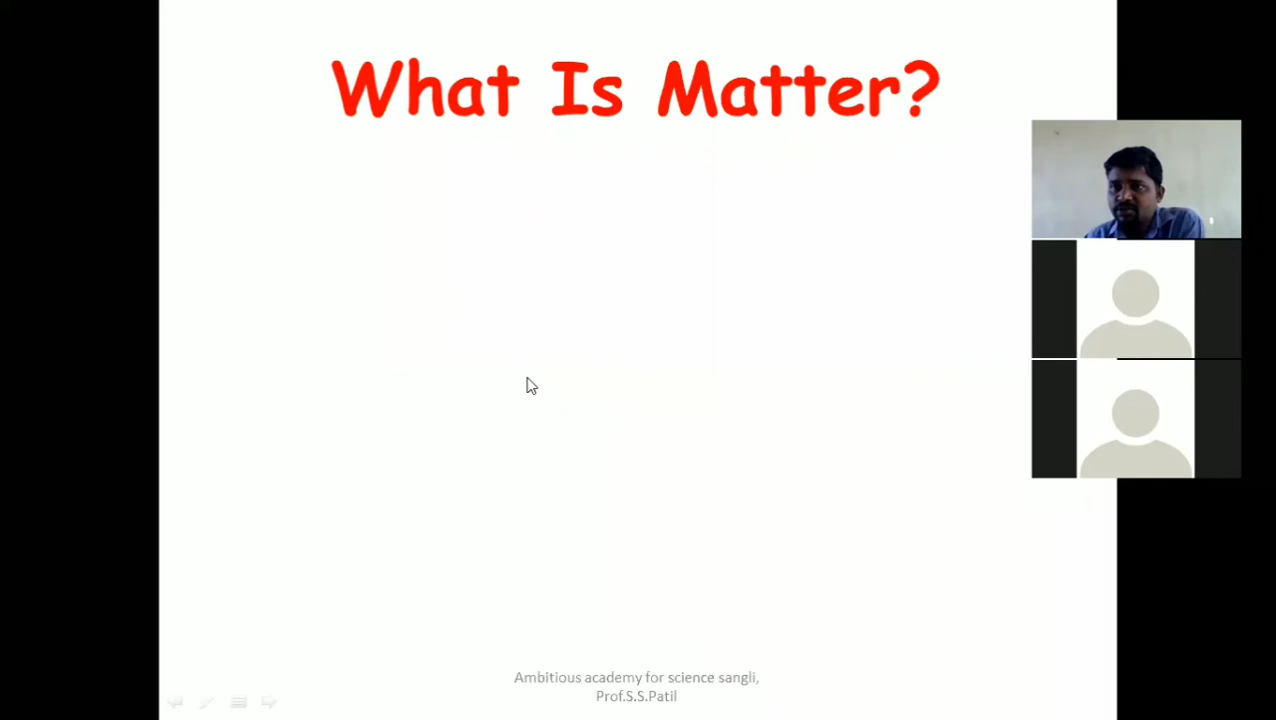 What Is Matter?
Ambitious academy for science sangli,
Prof.S.S.Patil